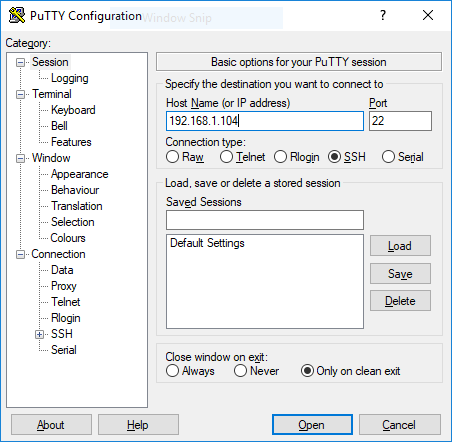 PuTTY Configuration
Window Snip
Category:
Session
Logging
Terminal
Keyboard
Bell
Features
Window
Appearance
Behaviour
Translation
Selection
Colours
Connection
Data
Proxy
Telnet
Rlogin
SSH
Serial
Basic options for your PuTTY session
Specify the destination you want to connect to
Host Name (or IP address) Port
192.168.1.104 22
Connection type:
Raw Telnet Rlogin SSH Serial
Load, save or delete a stored session
Saved Sessions
Default Settings
Load
Save
Delete
Close window on exit:
Always Never Only on clean exit
About Help Open Cancel